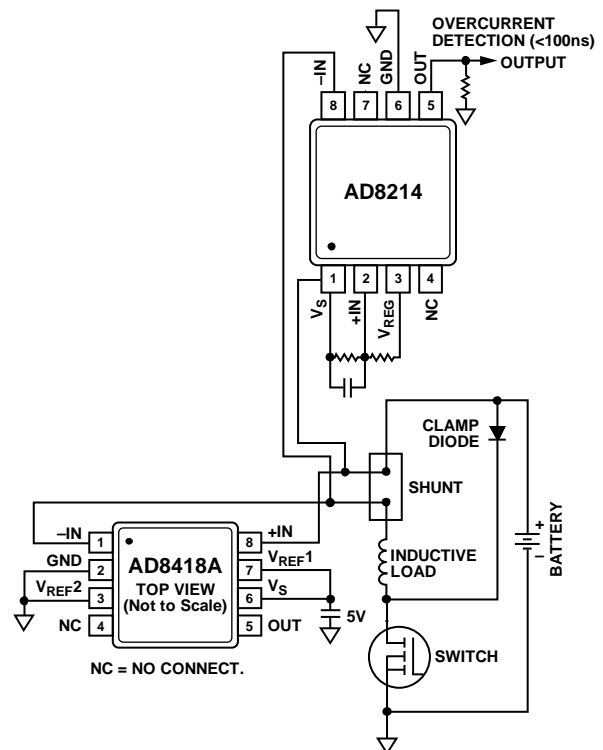 OVERCURRENT
DETECTION (<100ns)
OUTPUT
–IN
NC
GND
OUT
8
7
6
5
AD8214
1
2
3
4
VS
+IN
VREG
NC
CLAMP
DIODE
SHUNT
INDUCTIVE
LOAD
+
–
BATTERY
SWITCH
–IN
1
GND
2
VREF2
3
NC
4
AD8418A
TOP VIEW
(Not to Scale)
8
+IN
7
VREF1
6
VS
5
OUT
5V
NC = NO CONNECT.